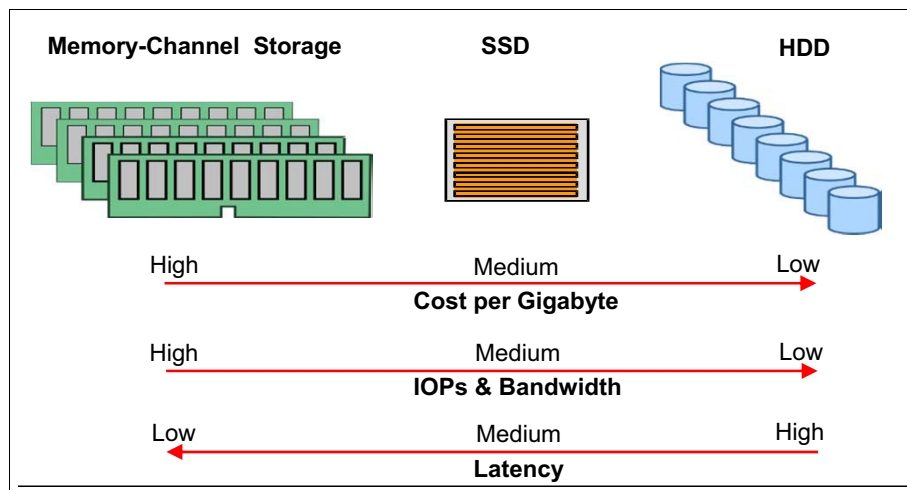 Memory-Channel Storage SSD HDD
High Medium Low
Cost per Gigabyte
High Medium Low
IOPs & Bandwidth
Low Medium High
Latency